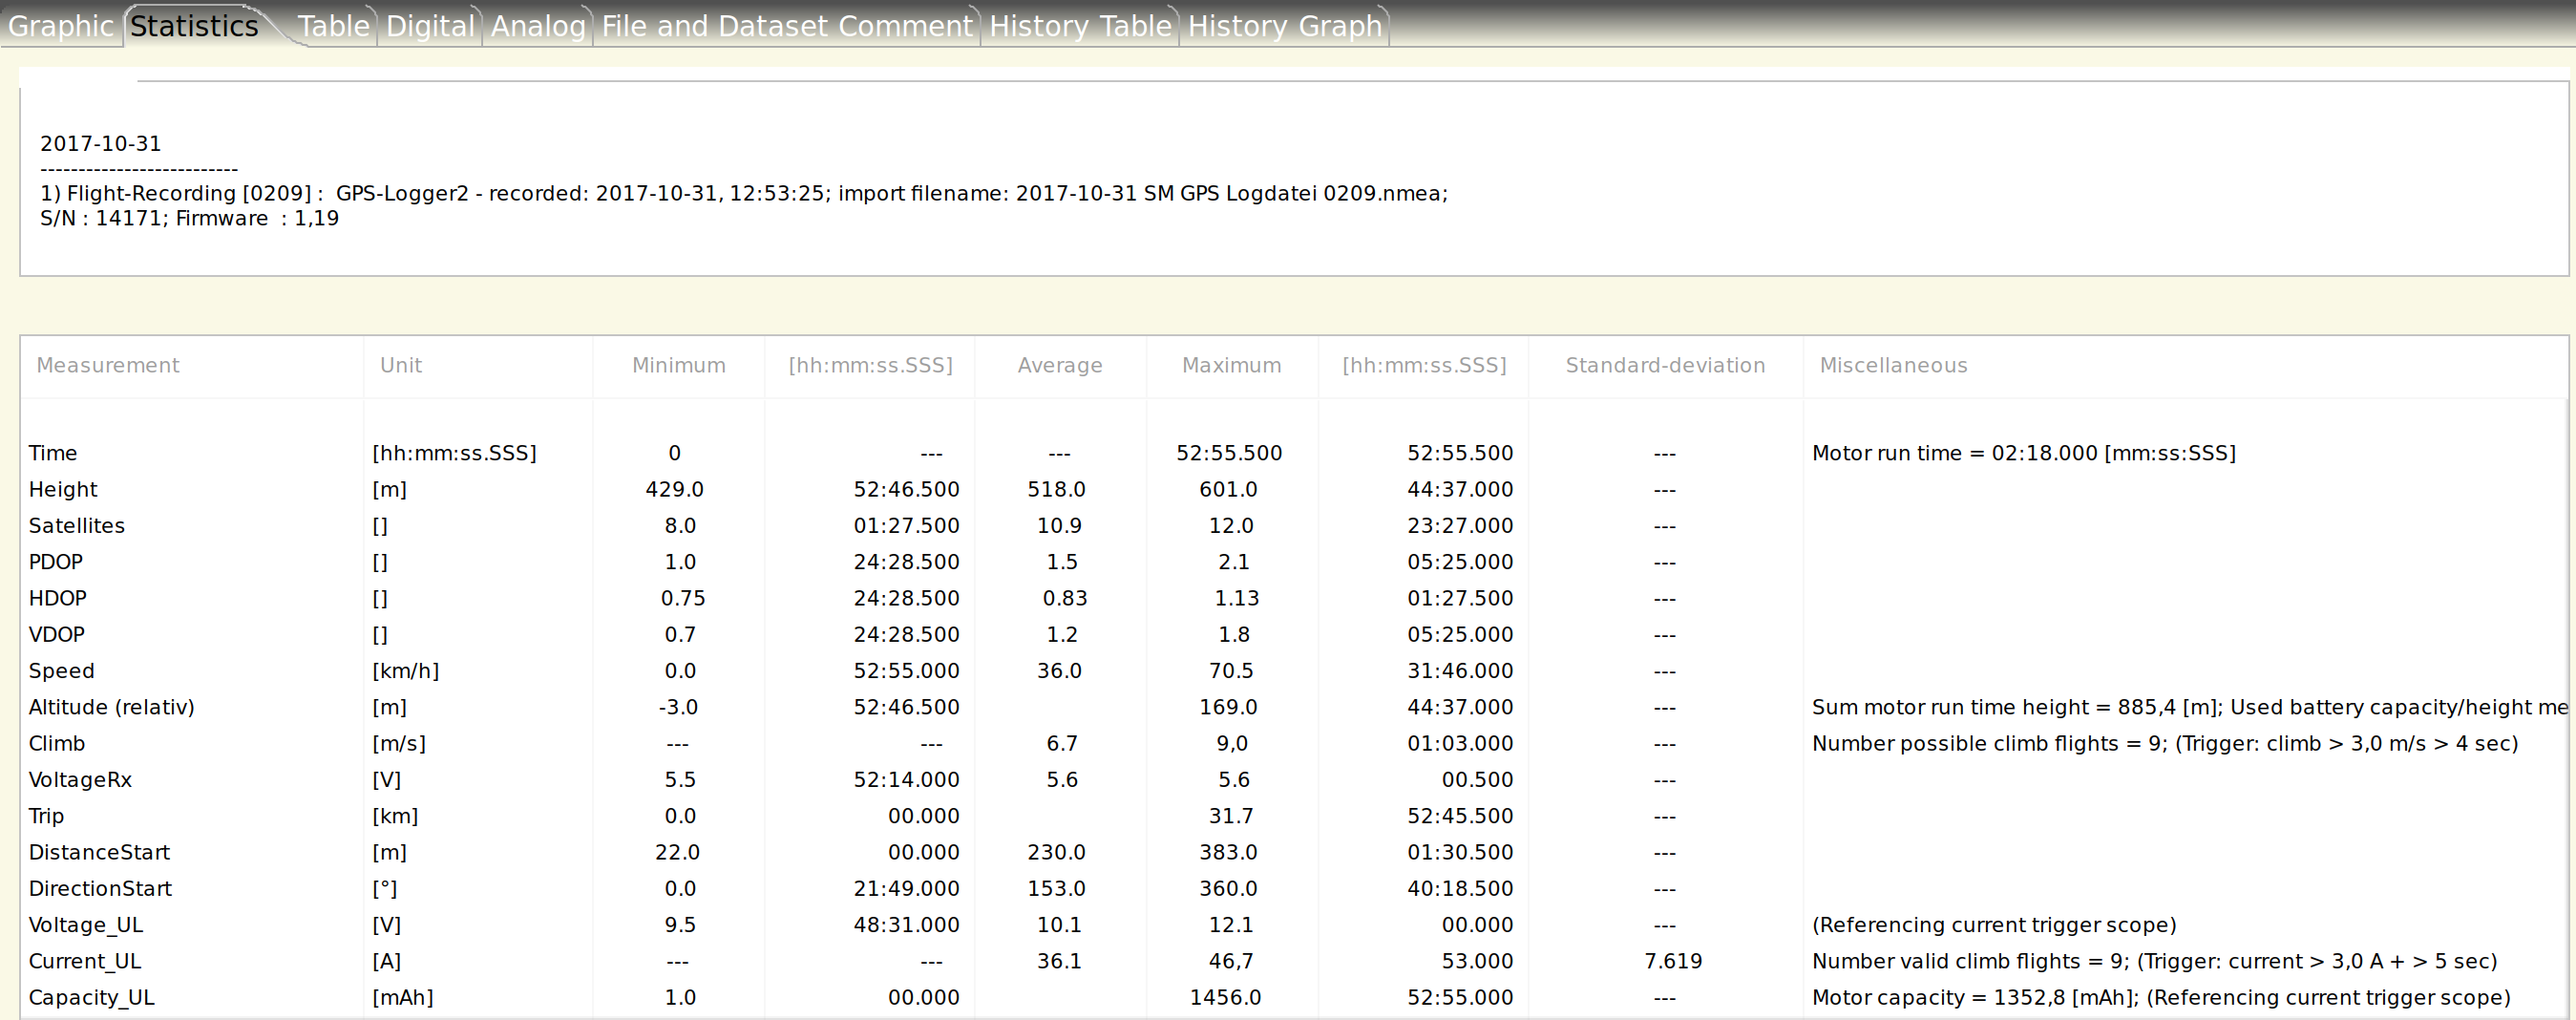 Graphic Statistics Table Digital Analog File and Dataset Comment History Table History Graph
2017-10-31
--------------------------
1) Flight-Recording [0209] :  GPS-Logger2 - recorded: 2017-10-31, 12:53:25; import filename: 2017-10-31 SM GPS Logdatei 0209.nmea;
S/N : 14171; Firmware  : 1,19
Measurement Unit Minimum [hh:mm:ss.SSS] Average Maximum [hh:mm:ss.SSS] Standard-deviation Miscellaneous
Time [hh:mm:ss.SSS] 0 --- --- 52:55.500 52:55.500 --- Motor run time = 02:18.000 [mm:ss:SSS]
Height [m] 429.0 52:46.500 518.0 601.0 44:37.000 ---
Satellites [] 8.0 01:27.500 10.9 12.0 23:27.000 ---
PDOP [] 1.0 24:28.500 1.5 2.1 05:25.000 ---
HDOP [] 0.75 24:28.500 0.83 1.13 01:27.500 ---
VDOP [] 0.7 24:28.500 1.2 1.8 05:25.000 ---
Speed [km/h] 0.0 52:55.000 36.0 70.5 31:46.000 ---
Altitude (relativ) [m] -3.0 52:46.500 169.0 44:37.000 --- Sum motor run time height = 885,4 [m]; Used battery capacity/height me
Climb [m/s] --- --- 6.7 9,0 01:03.000 --- Number possible climb flights = 9; (Trigger: climb > 3,0 m/s > 4 sec)
VoltageRx [V] 5.5 52:14.000 5.6 5.6 00.500 ---
Trip [km] 0.0 00.000 31.7 52:45.500 ---
DistanceStart [m] 22.0 00.000 230.0 383.0 01:30.500 ---
DirectionStart [°] 0.0 21:49.000 153.0 360.0 40:18.500 ---
Voltage_UL [V] 9.5 48:31.000 10.1 12.1 00.000 --- (Referencing current trigger scope)
Current_UL [A] --- --- 36.1 46,7 53.000 7.619 Number valid climb flights = 9; (Trigger: current > 3,0 A + > 5 sec)
Capacity_UL [mAh] 1.0 00.000 1456.0 52:55.000 --- Motor capacity = 1352,8 [mAh]; (Referencing current trigger scope)